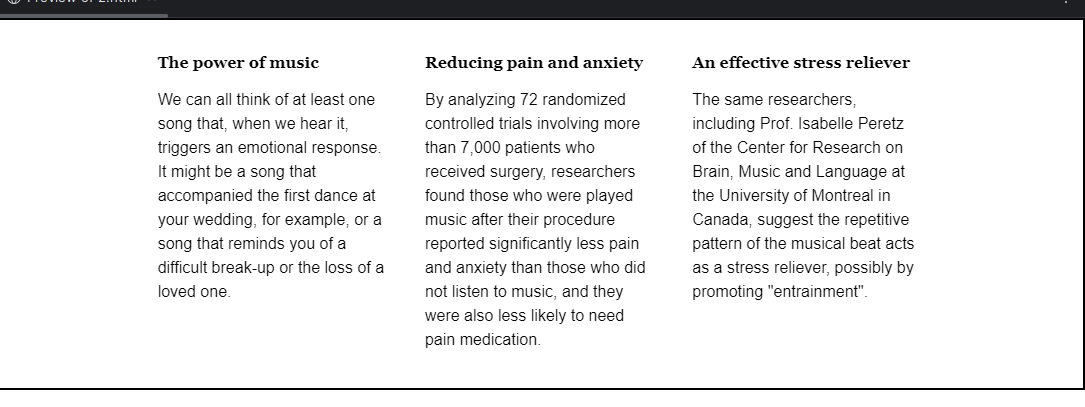 The power of music
We can all think of at least one
song that, when we hear it,
triggers an emotional response.
It might be a song that
accompanied the first dance at
your wedding, for example, or a
song that reminds you of a
difficult break-up or the loss of a
loved one.
Reducing pain and anxiety
By analyzing 72 randomized
controlled trials involving more
than 7,000 patients who
received surgery, researchers
found those who were played
music after their procedure
reported significantly less pain
and anxiety than those who did
not listen to music, and they
were also less likely to need
pain medication.
An effective stress reliever
The same researchers,
including Prof. Isabelle Peretz
of the Center for Research on
Brain, Music and Language at
the University of Montreal in
Canada, suggest the repetitive
pattern of the musical beat acts
as a stress reliever, possibly by
promoting "entrainment".